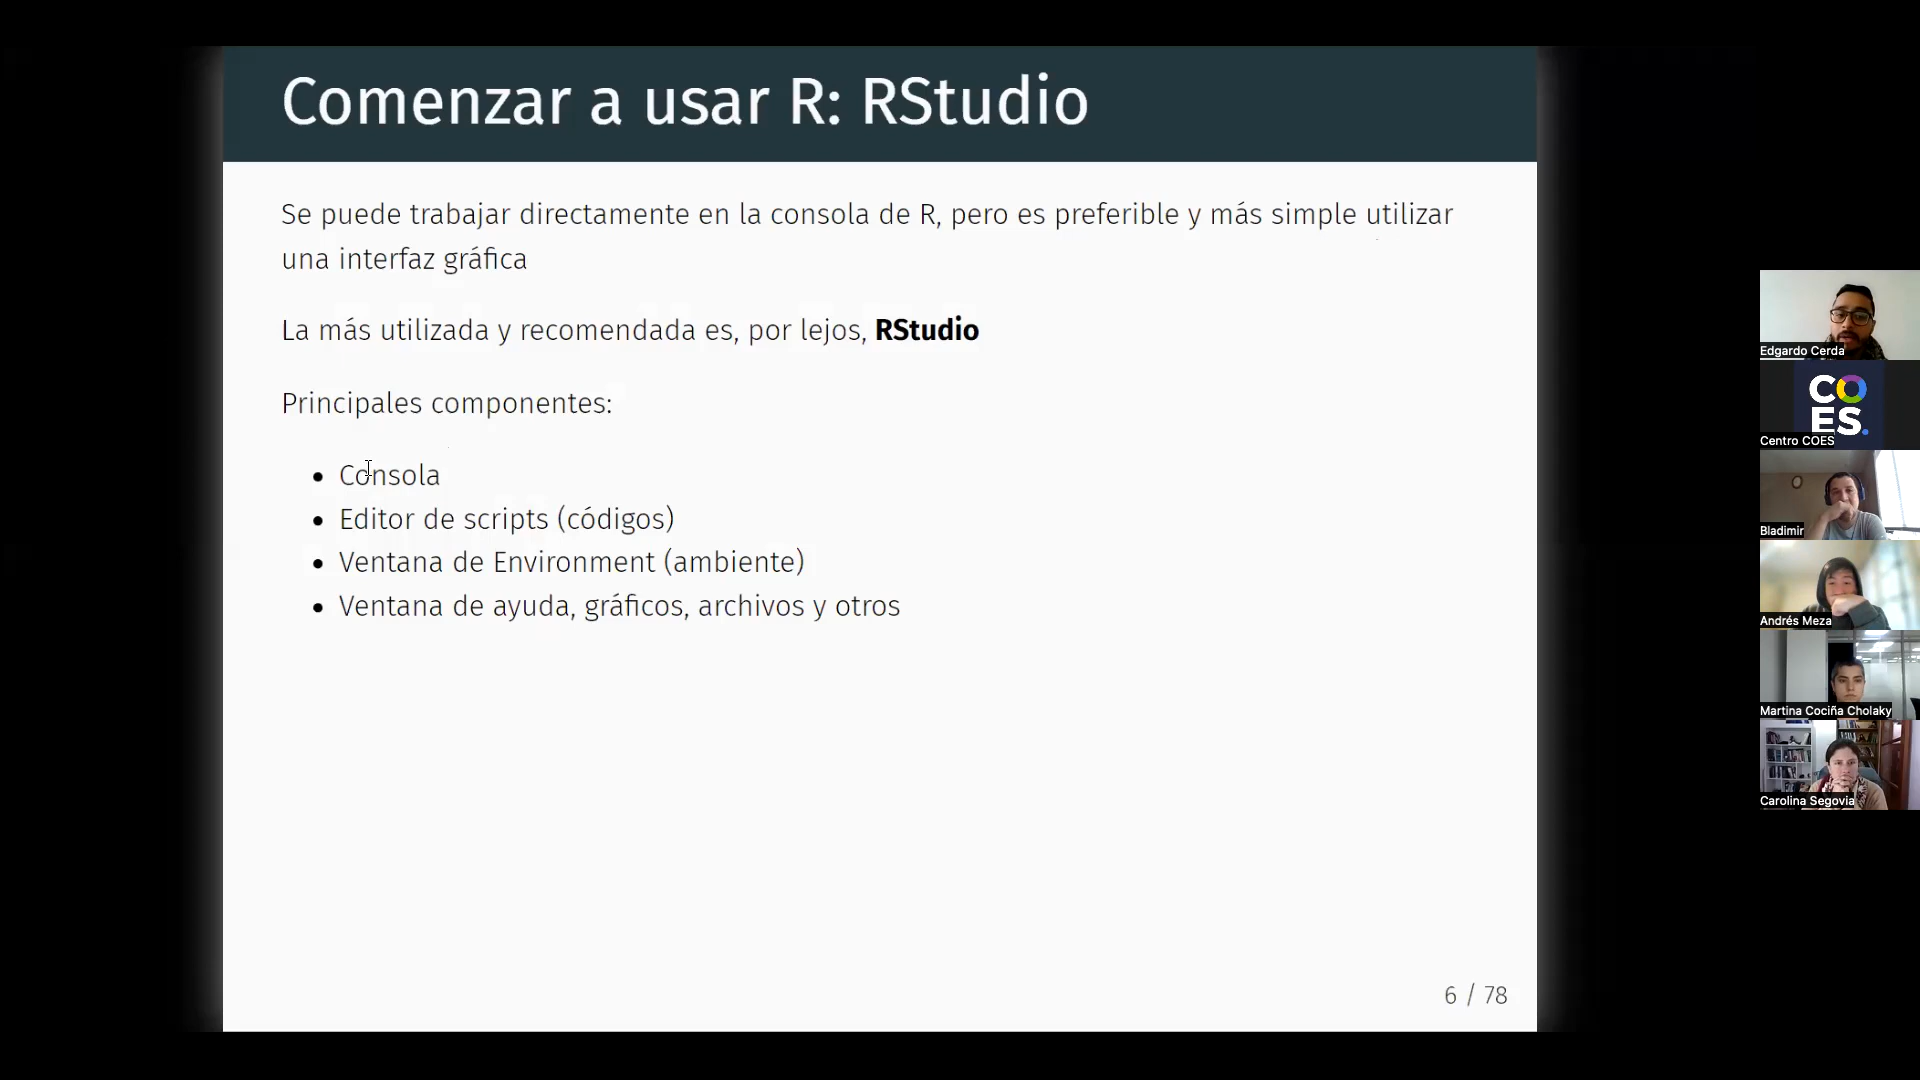 Comenzar a usar R: RStudio
Se puede trabajar directamente en la consola de R, pero es preferible y más simple utilizar
una interfaz gráfica
La más utilizada y recomendada es, por lejos, RStudio
Principales componentes:
• Consola
• Editor de scripts (códigos)
• Ventana de Environment (ambiente)
• Ventana de ayuda, gráficos, archivos y otros
6 / 78
Edgardo Cerda
CO
ES.
Centro COES
Bladimir
Andrés Meza
Martina Cociña Cholaky
Carolina Segovia